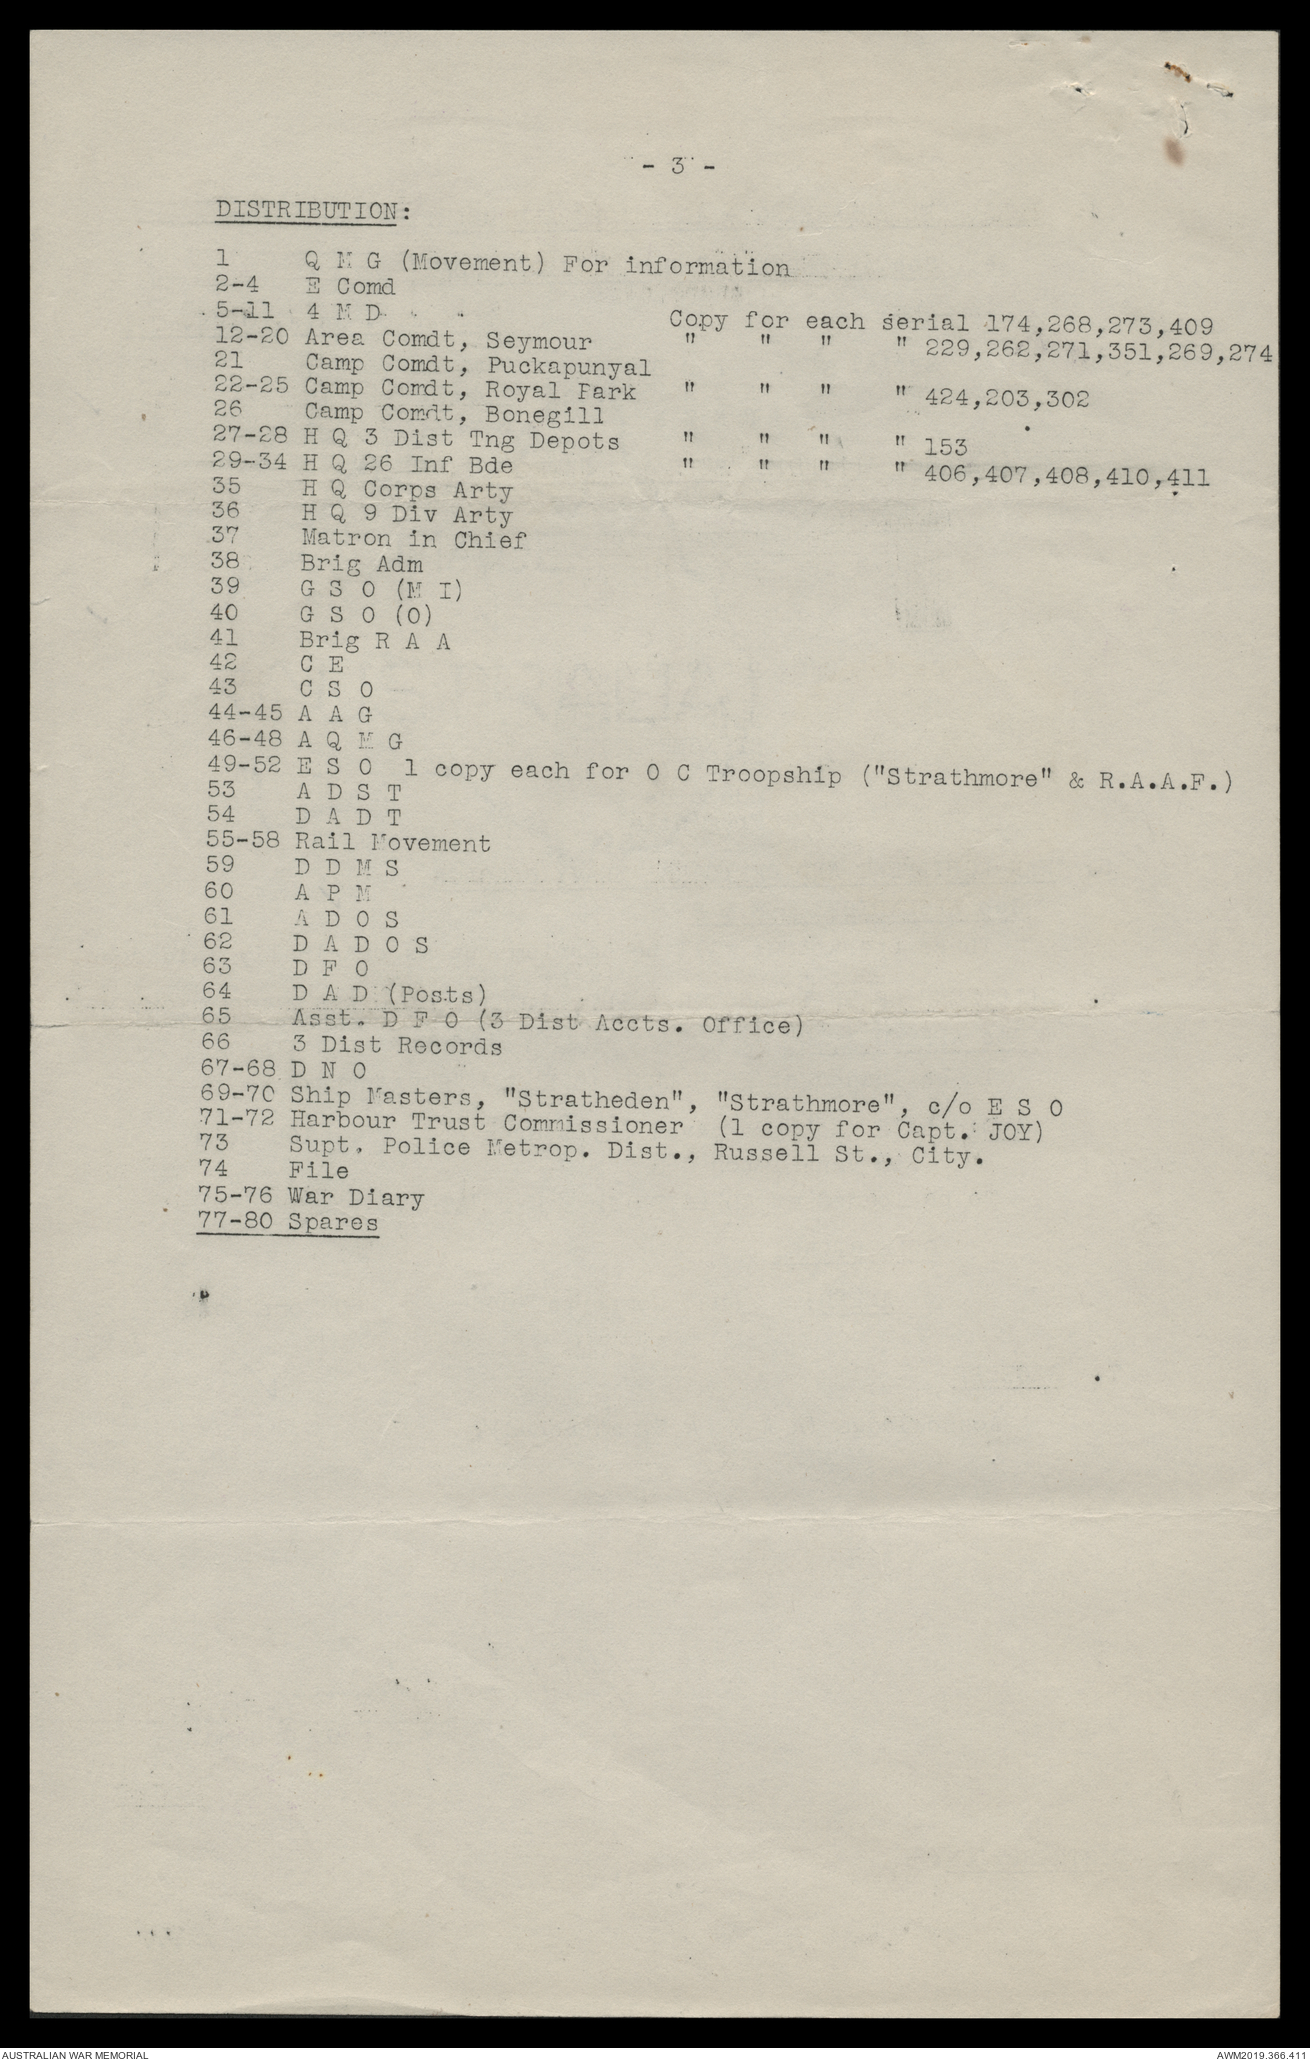 - 3 -
DISTRIBUTION:
1 Q M G (Movement) For information
2-4 E Comd
5-11 4 M D Copy for each serial 174,268,273,409
12-20 Area Comdt, Seymour " " " " 229,262,271,351,269,274
21 Camp Comdt, Puckapunyal
22-25 Camp Comdt, Royal Park " " " " 424,203,302
26 Camp Comdt, Bonegill
27-28 H Q 3 Dist Tng Depots " " " " 153
29-34 H Q 26 Inf Bde " " " " 406,407,408,410,411
35 H Q Corps Arty
36 H Q 9 Div Arty
37 Matron in Chief
38 Brig Adm
39 G S O (M I)
40 G S O (O)
41 Brig R A A
42 C E
43 C S O
44-45 A A G
46-48 A Q M G
49-52 E S O 1 copy each for O C Troopship ("Strathmore" & R.A.A.F.)
53 A D S T
54 D A D T
55-58 Rail Movement
59 D D M S
60 A P M
61 A D O S
62 D A D O S
63 D F O
64 D A D (Posts)
65 Asst. D F O (3 Dist Accts. Office)
66 3 Dist Records
67-68 D N O
69-70 Ship Masters, "Stratheden", "Strathmore", c/o E S O
71-72 Harbour Trust Commissioner (1 copy for Capt. JOY)
73 Supt. Police Metrop. Dist., Russell St., City.
74 File
75-76 War Diary
77-80 Spares
AUSTRALIAN WAR MEMORIAL
AWM2019.366.411